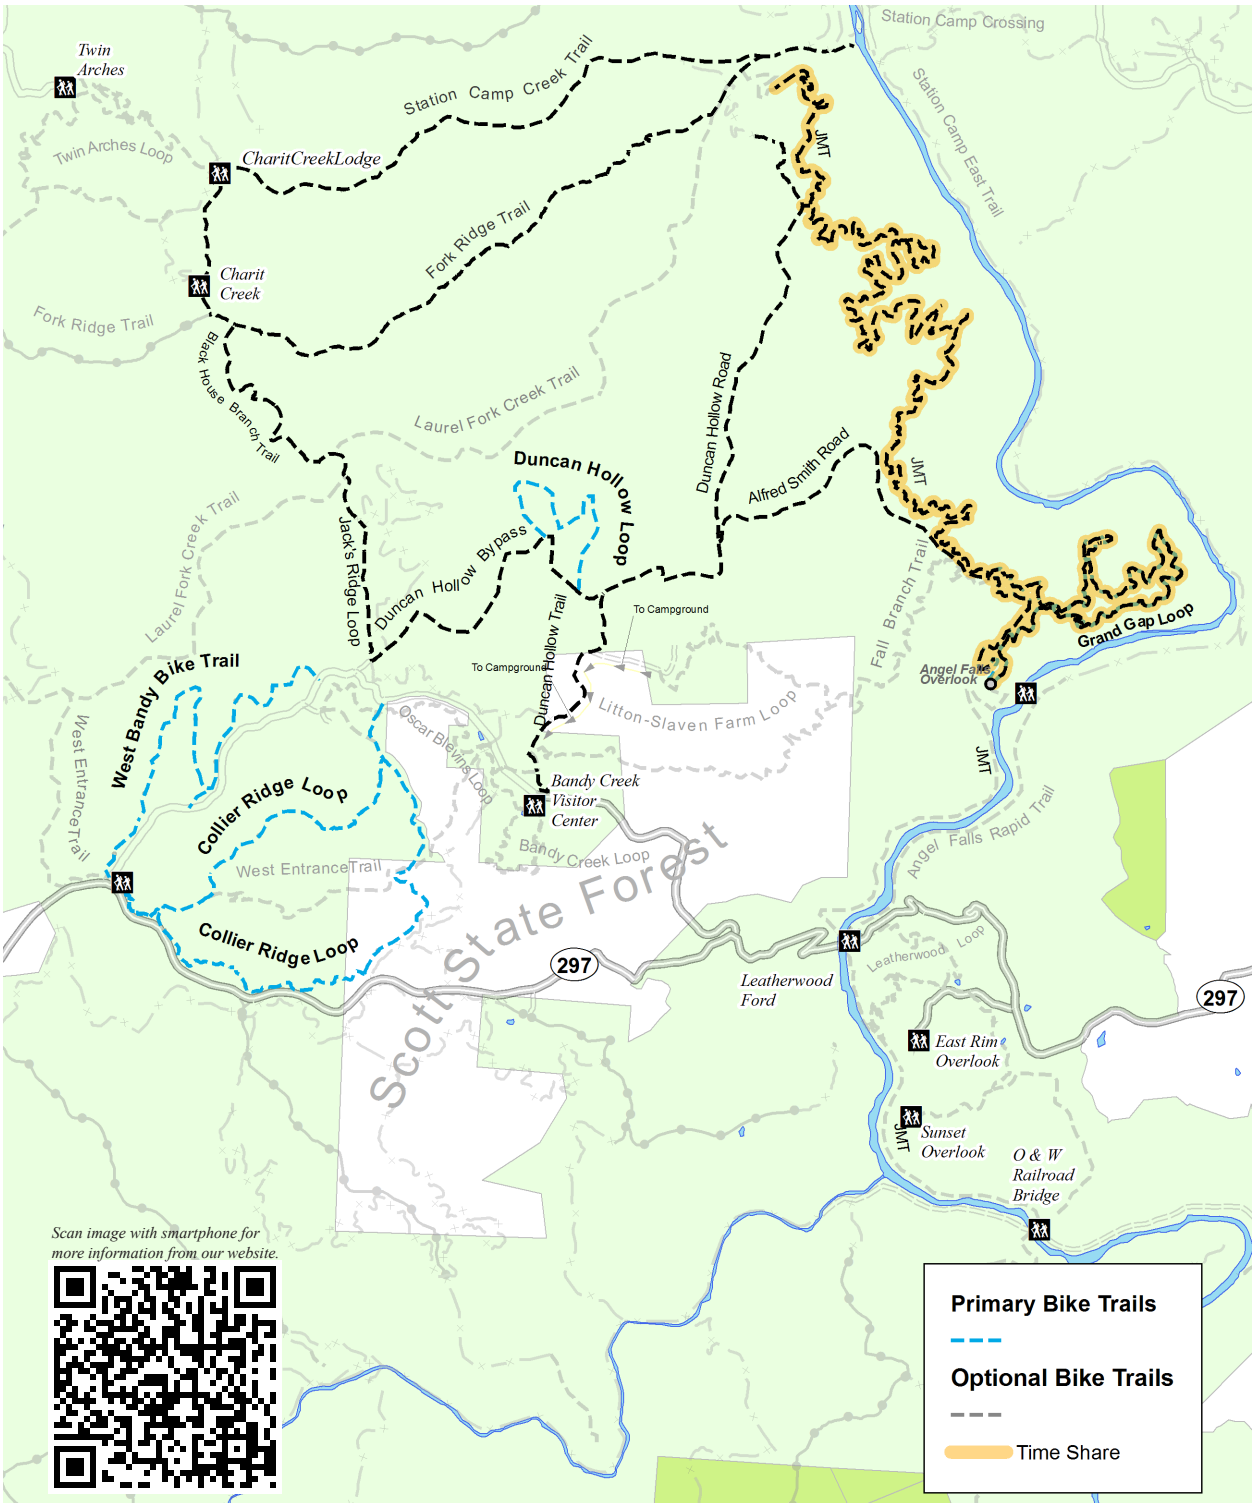 Station Camp Crossing
Twin
Arches
Station Camp Creek Trail
Station Camp East Trail
JMT
Twin Arches Loop
CharitCreekLodge
Fork Ridge Trail
Charit
Creek
Fork Ridge Trail
Black House Branch Trail
Laurel Fork Creek Trail
Duncan Hollow Road
Alfred Smith Road
JMT
Duncan Hollow Loop
Laurel Fork Creek Trail
Jack's Ridge Loop
Duncan Hollow Bypass
Duncan Hollow Trail
To Campground
To Campground
Fall Branch Trail
Grand Gap Loop
Angel Falls
Overlook
West Bandy Bike Trail
West Entrance Trail
Oscar Blevins Loop
Litton-Slaven Farm Loop
JMT
Collier Ridge Loop
Bandy Creek
Visitor
Center
Bandy Creek Loop
Angel Falls Rapid Trail
West EntranceTrail
Collier Ridge Loop
Scott State Forest
297
Leatherwood Loop
Leatherwood
Ford
297
East Rim
Overlook
JMT
Sunset
Overlook
O & W
Railroad
Bridge
Scan image with smartphone for
more information from our website.
Primary Bike Trails
Optional Bike Trails
Time Share